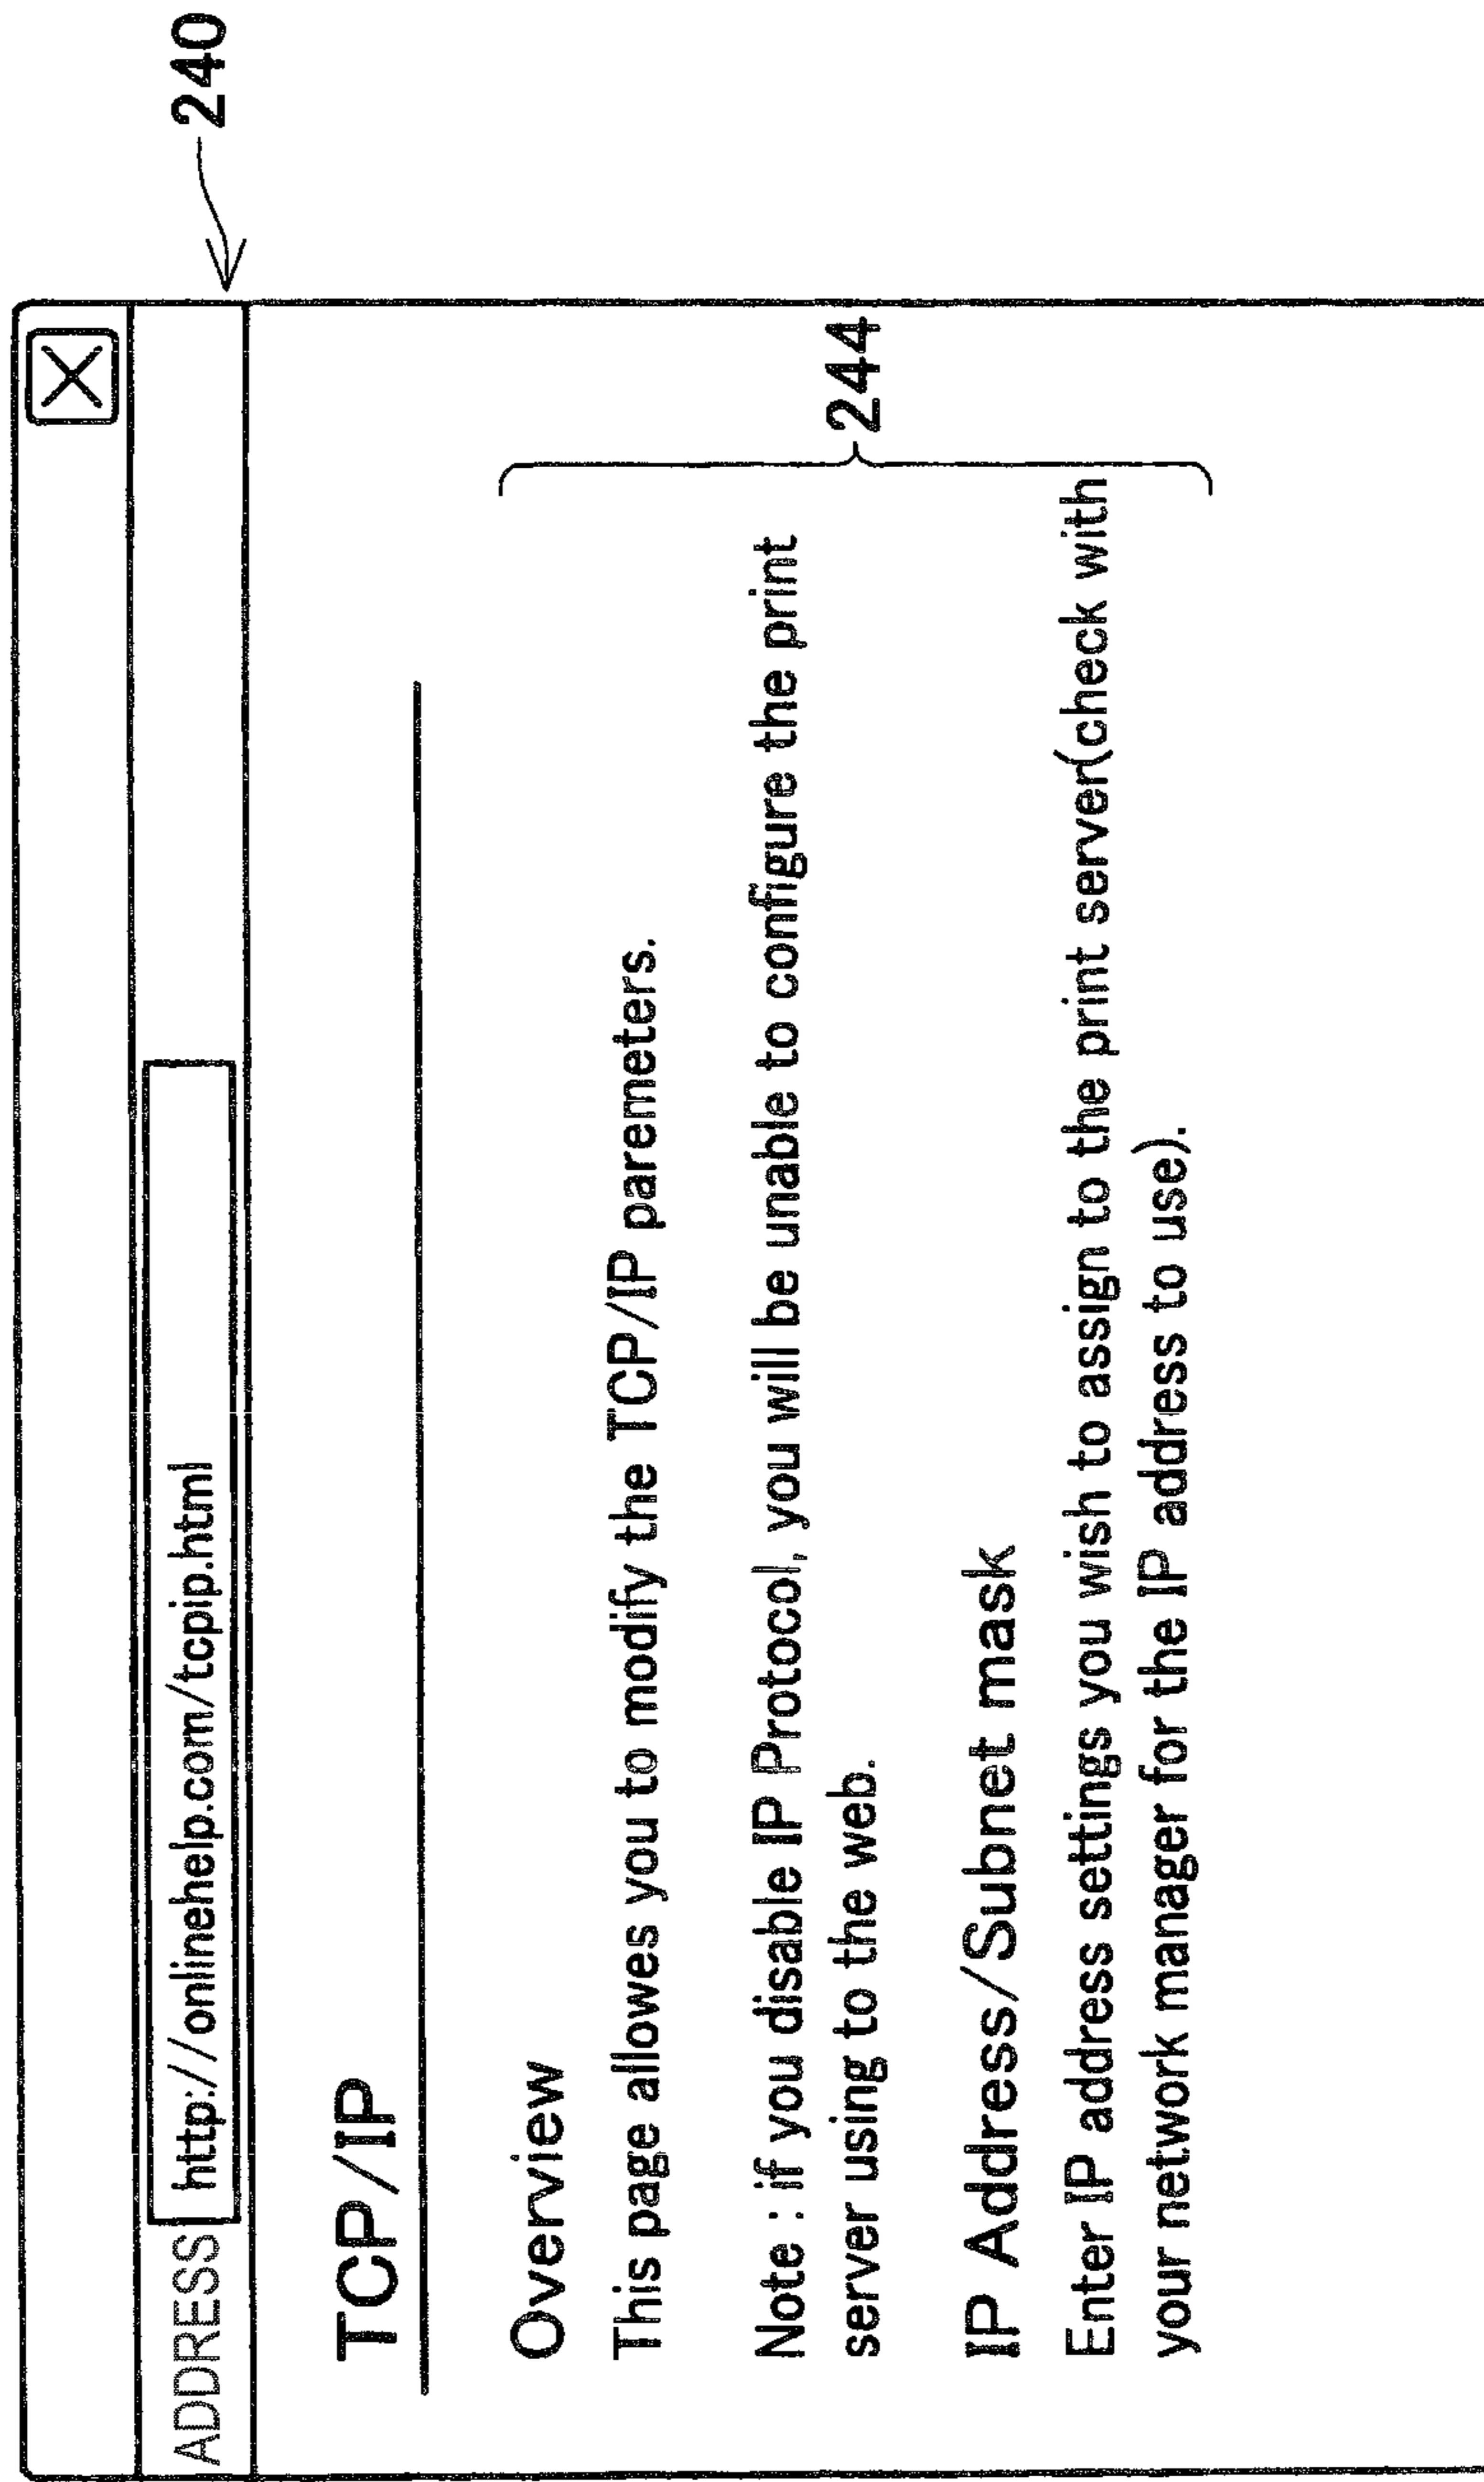 240
ADDRESS http://onlinehelp.com/tcpip.html
TCP/IP
Overview
This page allowes you to modify the TCP/IP paremeters.
Note : if you disable IP Protocol, you will be unable to configure the print
server using to the web.
244
IP Address/Subnet mask
Enter IP address settings you wish to assign to the print server(check with
your network manager for the IP address to use).